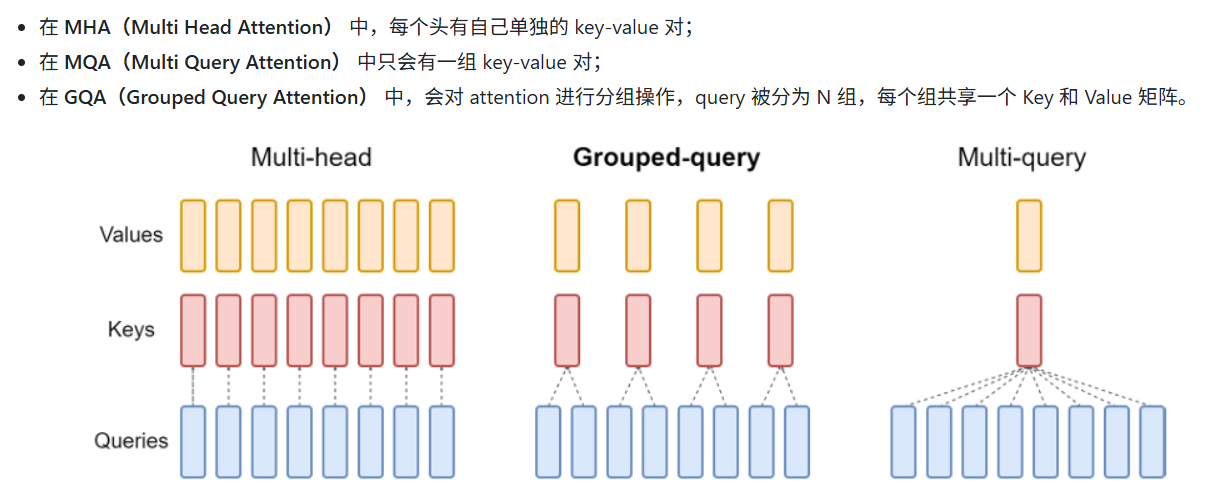 在 MHA（Multi Head Attention） 中，每个头有自己单独的 key-value 对；
在 MQA（Multi Query Attention） 中只会有一组 key-value 对；
在 GQA（Grouped Query Attention） 中，会对 attention 进行分组操作，query 被分为 N 组，每个组共享一个 Key 和 Value 矩阵。
Multi-head Grouped-query Multi-query
Values
Keys
Queries